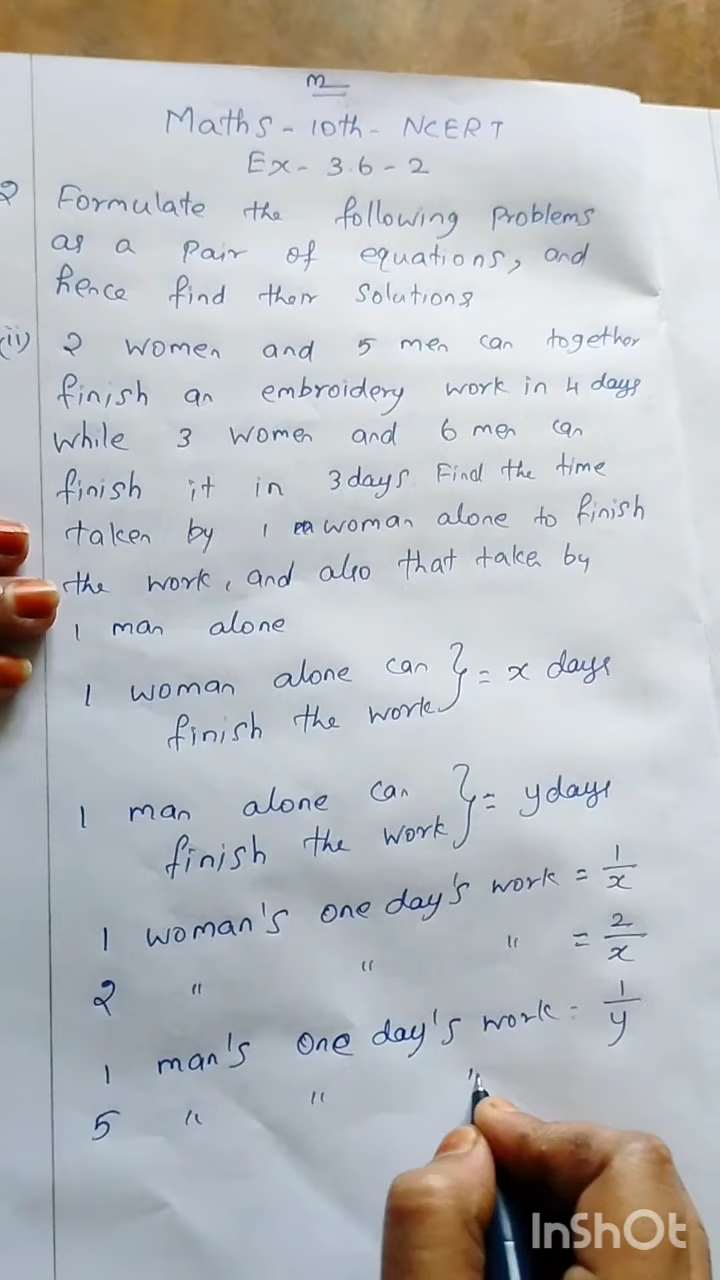 m
Maths - 10th - NCERT
Ex - 3.6 - 2
2 Formulate the following Problems
as a Pair of equations, and
hence find their solutions
(ii) 2 women and 5 men can together
finish an embroidery work in 4 days
while 3 women and 6 men can
finish it in 3 days. Find the time
taken by 1 woman alone to finish
the work, and also that take by
1 man alone
1 woman alone can
finish the work } = x days
1 man alone can
finish the work } = y days
1 woman's one day's work = 1/x
2 " " " = 2/x
1 man's one day's work = 1/y
5 " " "
InShOt